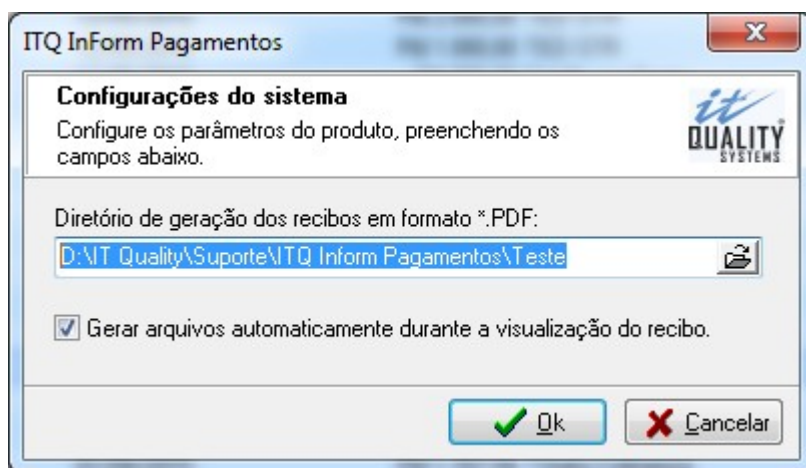 ITQ InForm Pagamentos
Configurações do sistema
Configure os parâmetros do produto, preenchendo os
campos abaixo.
it
QUALITY
SYSTEMS
Diretório de geração dos recibos em formato *.PDF:
D:\IT Quality\Suporte\ITQ Inform Pagamentos\Teste
Gerar arquivos automaticamente durante a visualização do recibo.
Ok
Cancelar